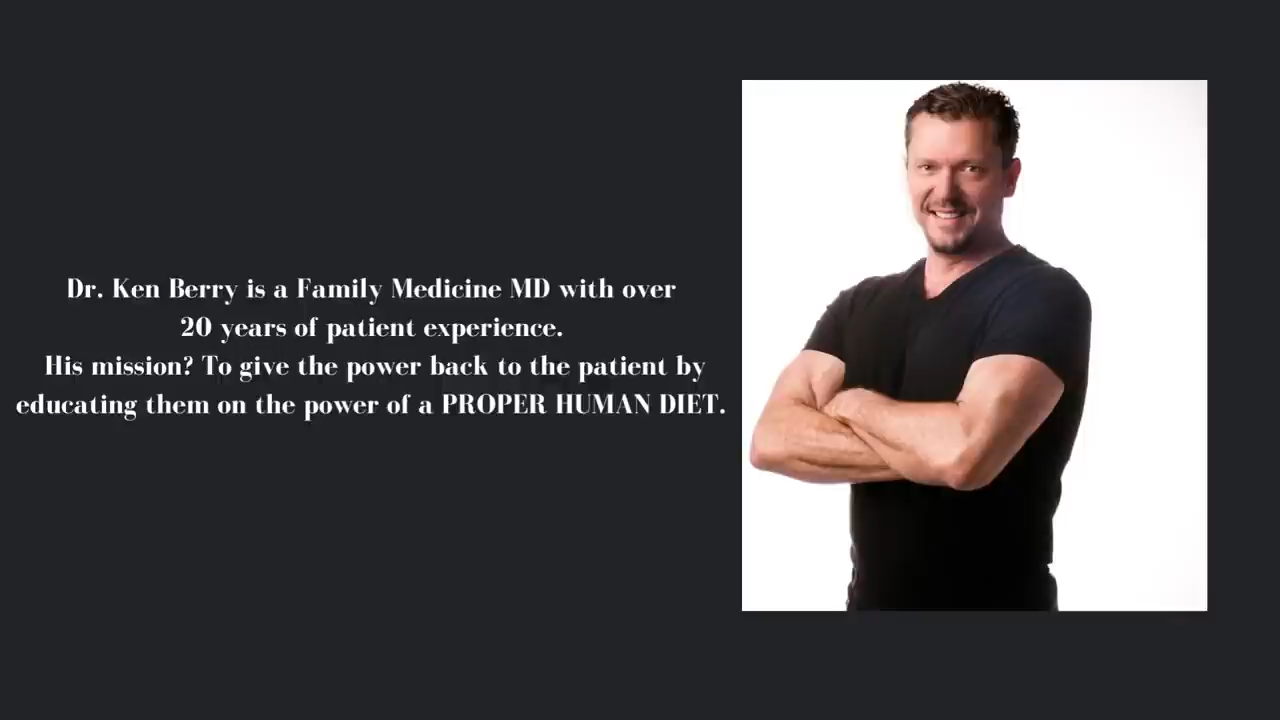 Dr. Ken Berry is a Family Medicine MD with over
20 years of patient experience.
His mission? To give the power back to the patient by
educating them on the power of a PROPER HUMAN DIET.